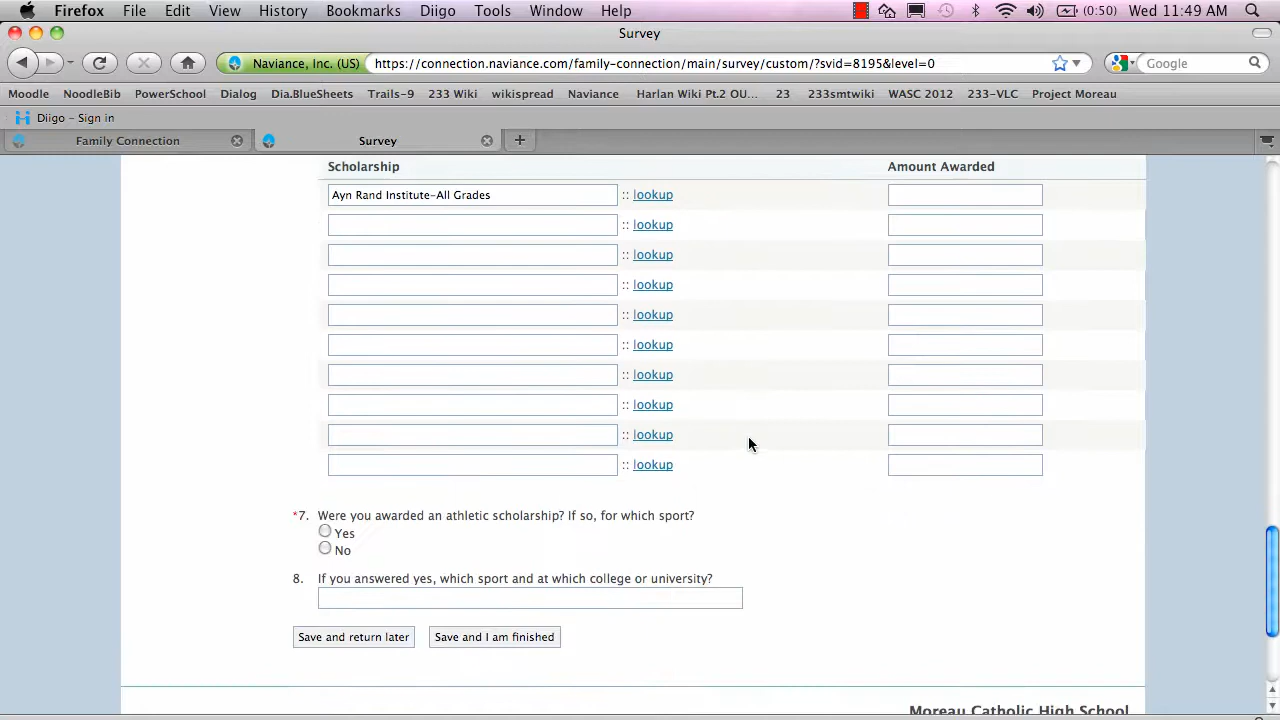 Firefox File Edit View History Bookmarks Diigo Tools Window Help (0:50) Wed 11:49 AM
Survey
Naviance, Inc. (US) https://connection.naviance.com/family-connection/main/survey/custom/?svid=8195&level=0 Google
Moodle NoodleBib PowerSchool Dialog Dia.BlueSheets Trails-9 233 Wiki wikispread Naviance Harlan Wiki Pt.2 OU... 23 233smtwiki WASC 2012 233-VLC Project Moreau
Diigo - Sign in
Family Connection Survey
Scholarship Amount Awarded
Ayn Rand Institute-All Grades :: lookup
:: lookup
:: lookup
:: lookup
:: lookup
:: lookup
:: lookup
:: lookup
:: lookup
:: lookup
*7. Were you awarded an athletic scholarship? If so, for which sport?
Yes
No
8. If you answered yes, which sport and at which college or university?
Save and return later Save and I am finished
Moreau Catholic High School